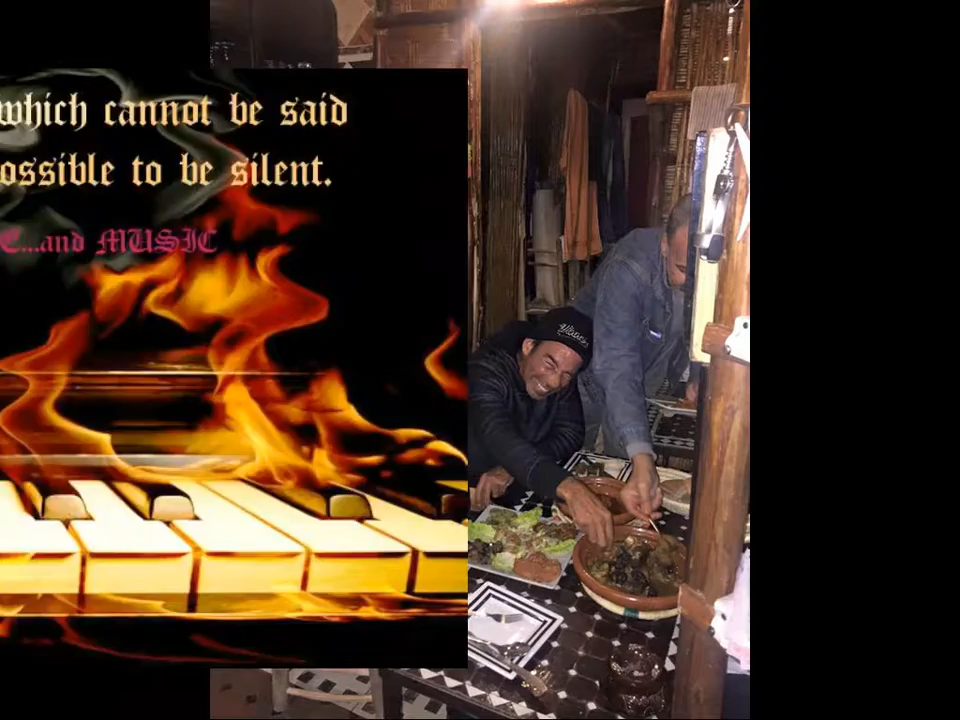 which cannot be said
ossible to be silent.
E...and MUSIC